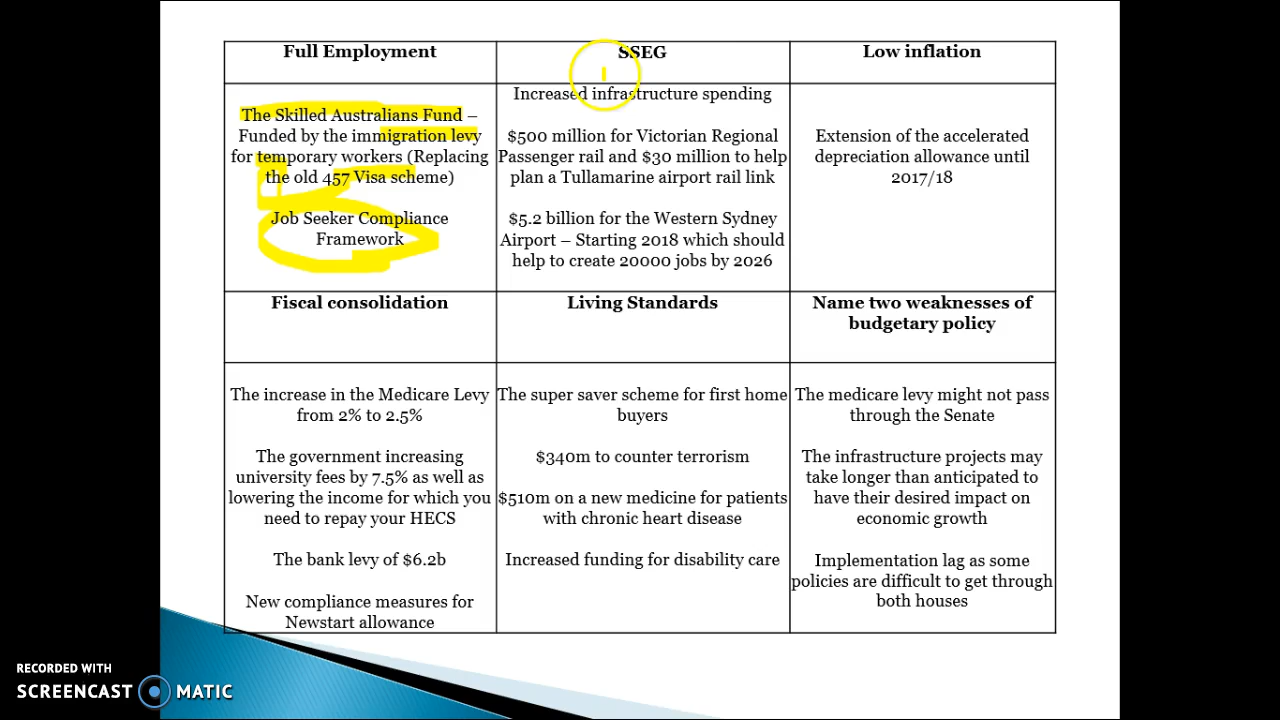 Full Employment
SSEG
Low inflation
The Skilled Australians Fund –
Funded by the immigration levy
for temporary workers (Replacing
the old 457 Visa scheme)
Job Seeker Compliance
Framework
Increased infrastructure spending
$500 million for Victorian Regional
Passenger rail and $30 million to help
plan a Tullamarine airport rail link
$5.2 billion for the Western Sydney
Airport – Starting 2018 which should
help to create 20000 jobs by 2026
Extension of the accelerated
depreciation allowance until
2017/18
Fiscal consolidation
Living Standards
Name two weaknesses of
budgetary policy
The increase in the Medicare Levy
from 2% to 2.5%
The government increasing
university fees by 7.5% as well as
lowering the income for which you
need to repay your HECS
The bank levy of $6.2b
New compliance measures for
Newstart allowance
The super saver scheme for first home
buyers
$340m to counter terrorism
$510m on a new medicine for patients
with chronic heart disease
Increased funding for disability care
The medicare levy might not pass
through the Senate
The infrastructure projects may
take longer than anticipated to
have their desired impact on
economic growth
Implementation lag as some
policies are difficult to get through
both houses
RECORDED WITH
SCREENCAST MATIC